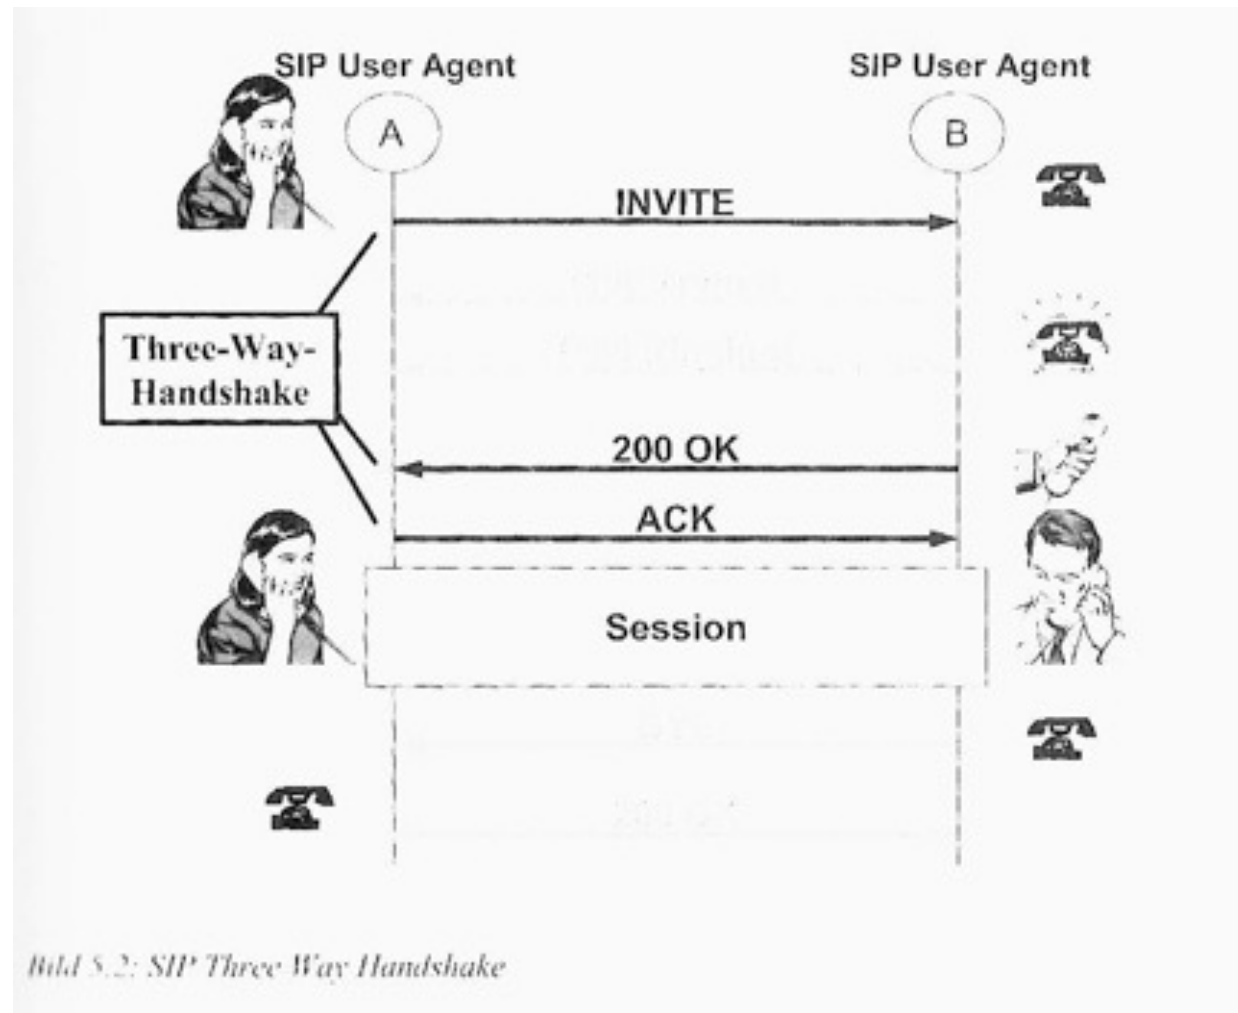 SIP User Agent
SIP User Agent
A
B
INVITE
Three-Way-
Handshake
200 OK
ACK
Session
Bild 5.2: SIP Three Way Handshake